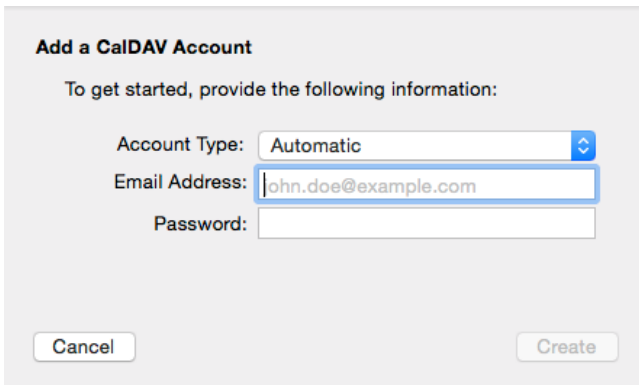 Add a CalDAV Account
To get started, provide the following information:
Account Type: Automatic
Email Address: john.doe@example.com
Password:
Cancel Create